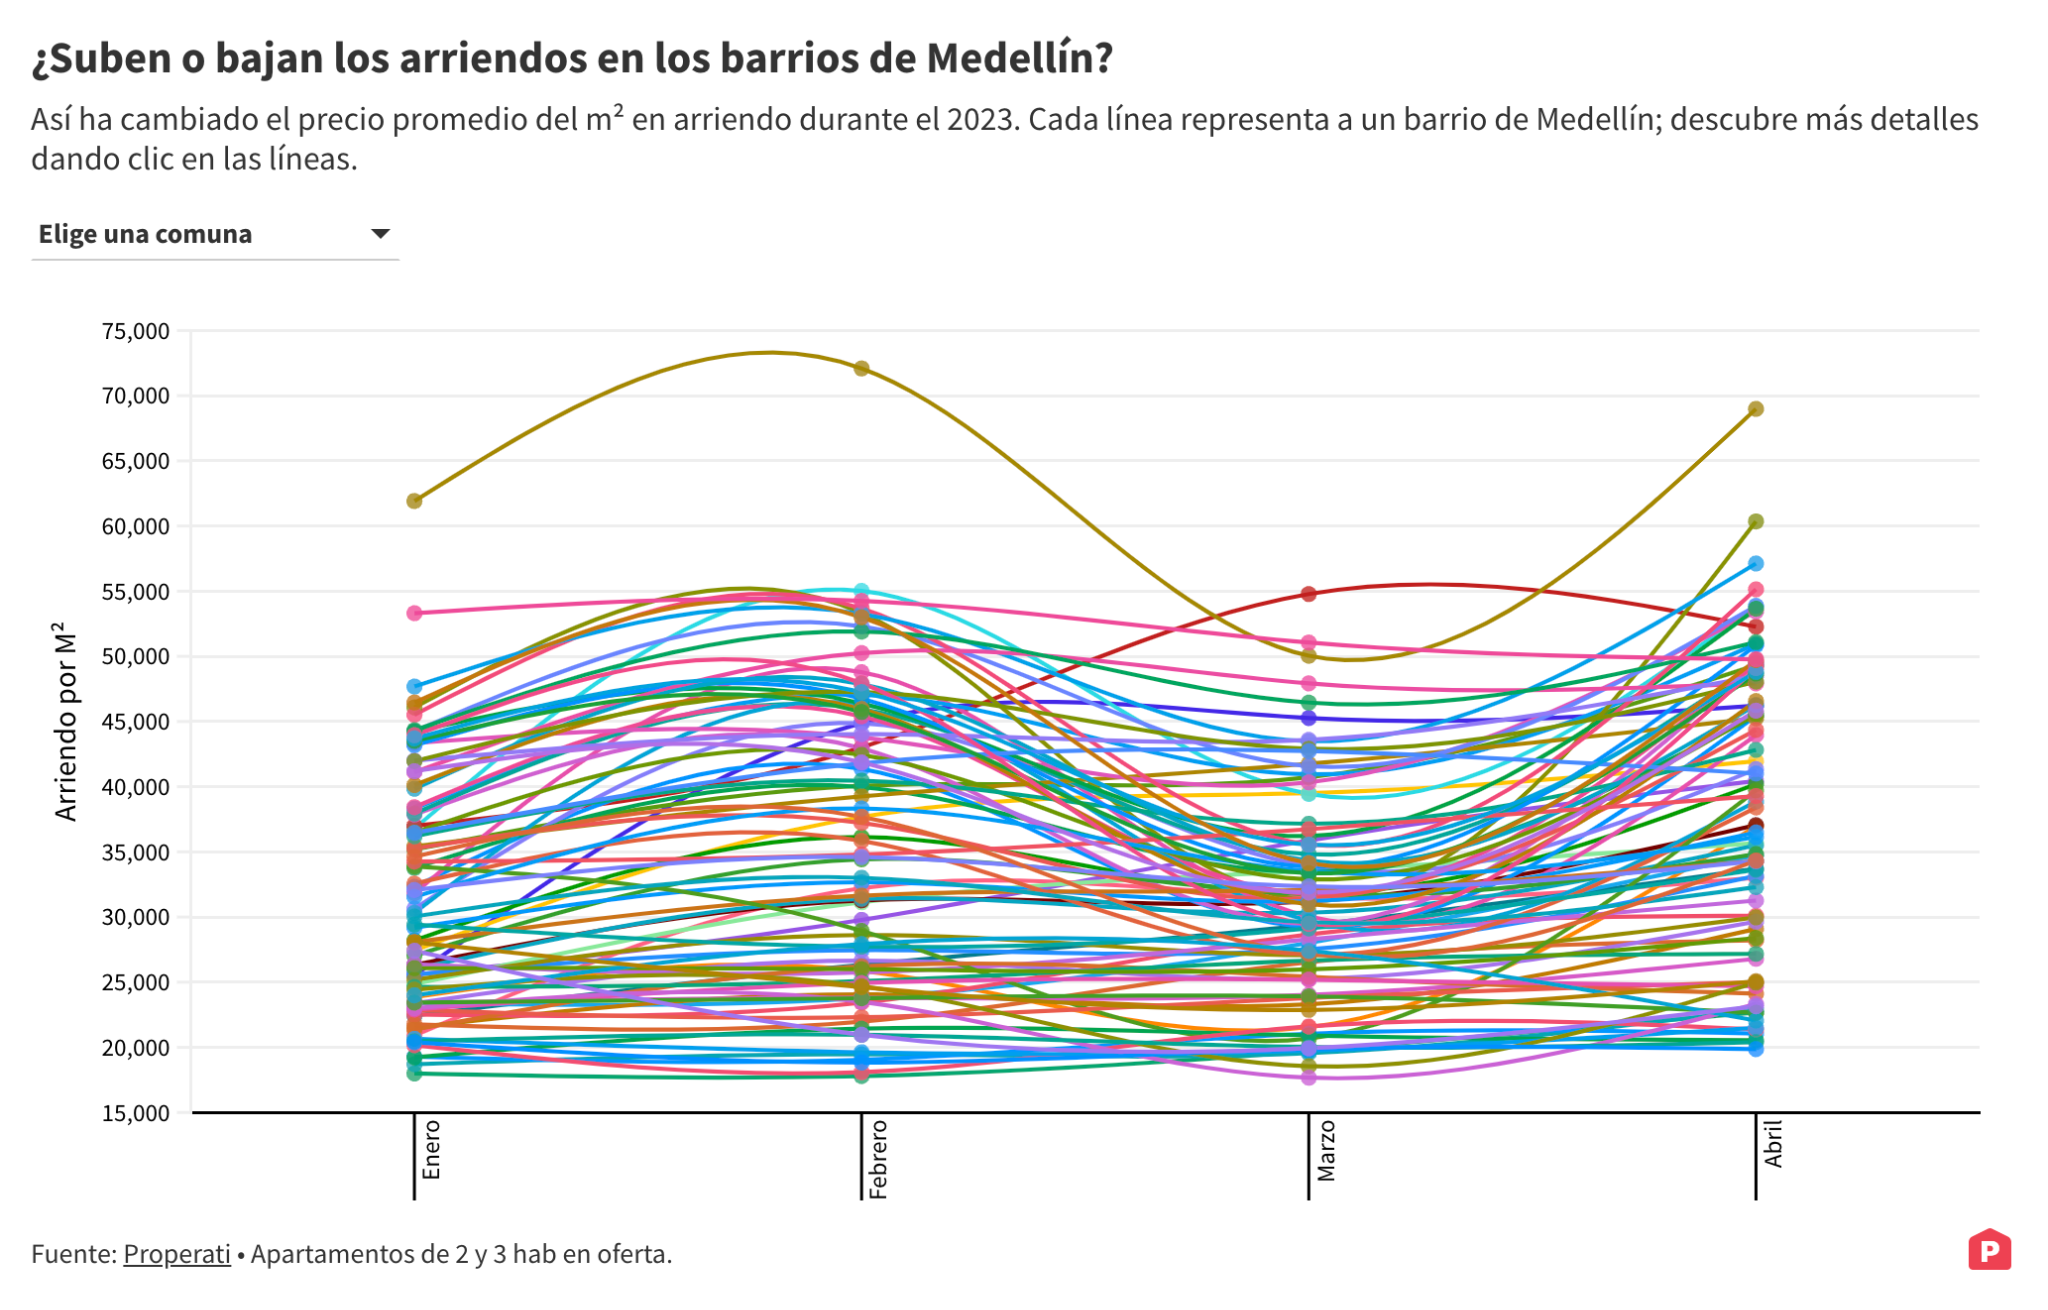 ¿Suben o bajan los arriendos en los barrios de Medellín?
Así ha cambiado el precio promedio del m² en arriendo durante el 2023. Cada línea representa a un barrio de Medellín; descubre más detalles
dando clic en las líneas.
Elige una comuna
Arriendo por M²
75,000
70,000
65,000
60,000
55,000
50,000
45,000
40,000
35,000
30,000
25,000
20,000
15,000
Enero
Febrero
Marzo
Abril
Fuente: Properati • Apartamentos de 2 y 3 hab en oferta.
P